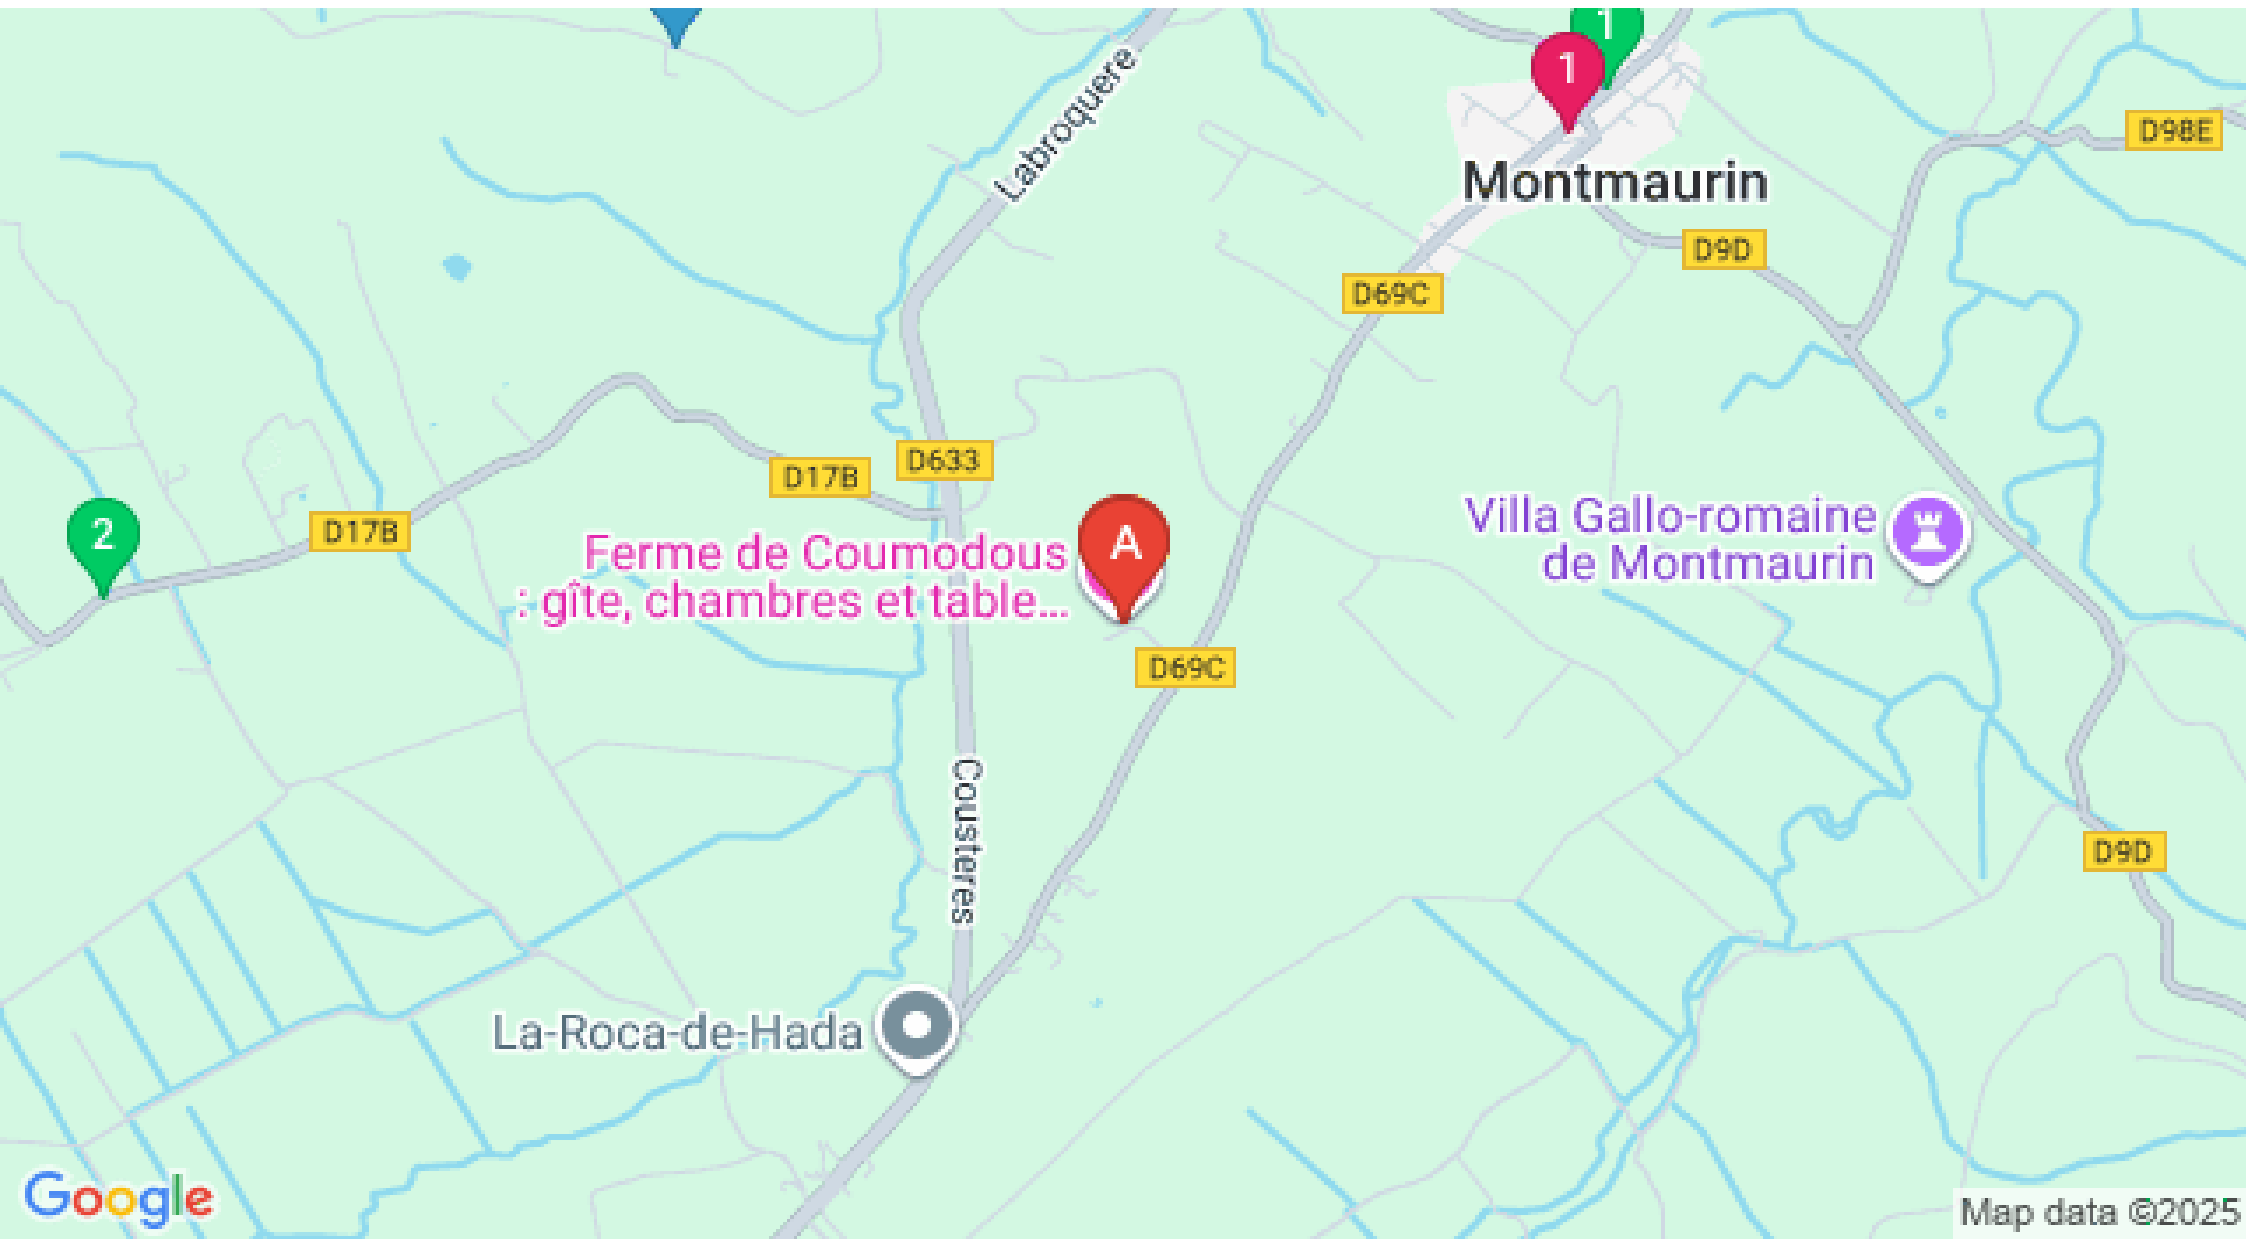 1
1
Labroquere
D98E
Montmaurin
D9D
D69C
D633
D17B
2
D17B
A
Ferme de Coumodous
: gîte, chambres et table...
Villa Gallo-romaine
de Montmaurin
D69C
Cousteres
D9D
La-Roca-de-Hada
Google
Map data ©2025